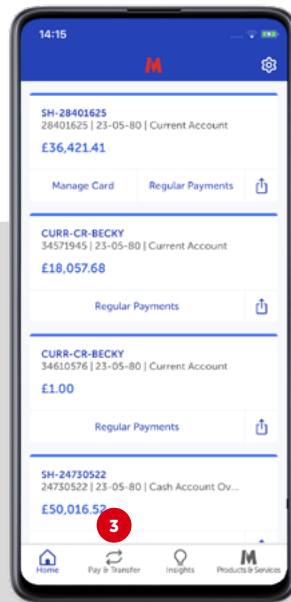 14:15
M
SH-28401625
28401625 | 23-05-80 | Current Account
£36,421.41
Manage Card Regular Payments
CURR-CR-BECKY
34571945 | 23-05-80 | Current Account
£18,057.68
Regular Payments
CURR-CR-BECKY
34610576 | 23-05-80 | Current Account
£1.00
Regular Payments
SH-24730522
24730522 | 23-05-80 | Cash Account Ov...
£50,016.52
3
M
Home Pay & Transfer Insights Products & Services